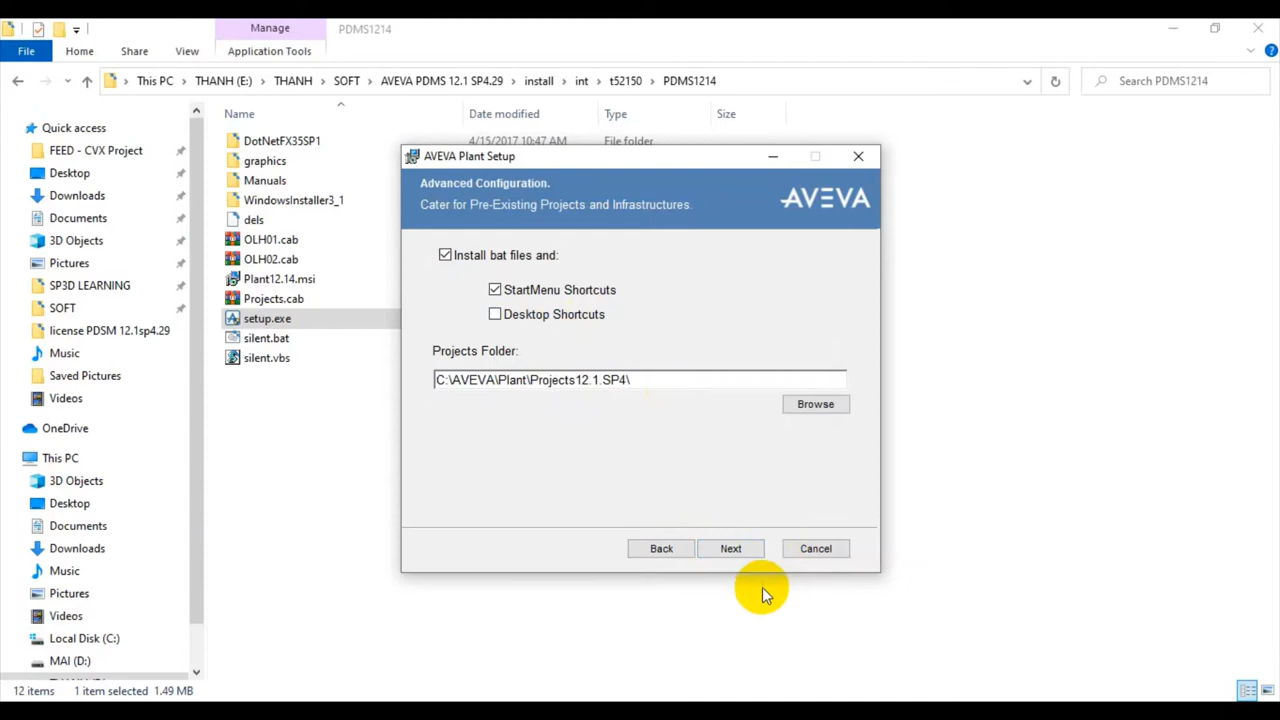 Manage
PDMS1214
File
Home
Share
View
Application Tools
This PC
THANH (E:)
THANH
SOFT
AVEVA PDMS 12.1 SP4.29
install
int
t52150
PDMS1214
Search PDMS1214
Quick access
FEED - CVX Project
Desktop
Downloads
Documents
3D Objects
Pictures
SP3D LEARNING
SOFT
license PDSM 12.1sp4.29
Music
Saved Pictures
Videos
OneDrive
This PC
3D Objects
Desktop
Documents
Downloads
Music
Pictures
Videos
Local Disk (C:)
MAI (D:)
Name
Date modified
Type
Size
DotNetFX35SP1
4/15/2017 10:47 AM
File folder
graphics
Manuals
WindowsInstaller3_1
dels
OLH01.cab
OLH02.cab
Plant12.14.msi
Projects.cab
setup.exe
silent.bat
silent.vbs
AVEVA Plant Setup
Advanced Configuration.
Cater for Pre-Existing Projects and Infrastructures.
AVEVA
Install bat files and:
StartMenu Shortcuts
Desktop Shortcuts
Projects Folder:
C:\AVEVA\Plant\Projects12.1.SP4\
Browse
Back
Next
Cancel
12 items
1 item selected
1.49 MB